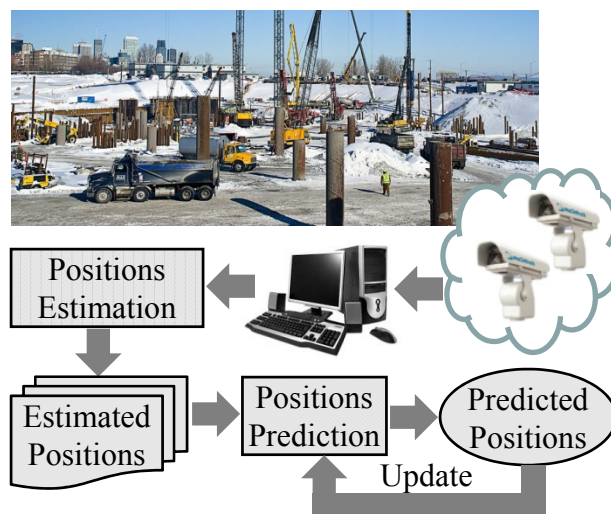 Positions
Estimation
Estimated
Positions
Positions
Prediction
Predicted
Positions
Update